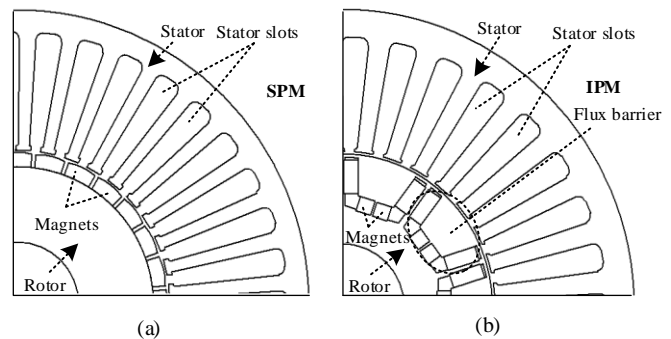 Stator
Stator slots
SPM
Magnets
Rotor
(a)
Stator
Stator slots
IPM
Flux barrier
Magnets
Rotor
(b)